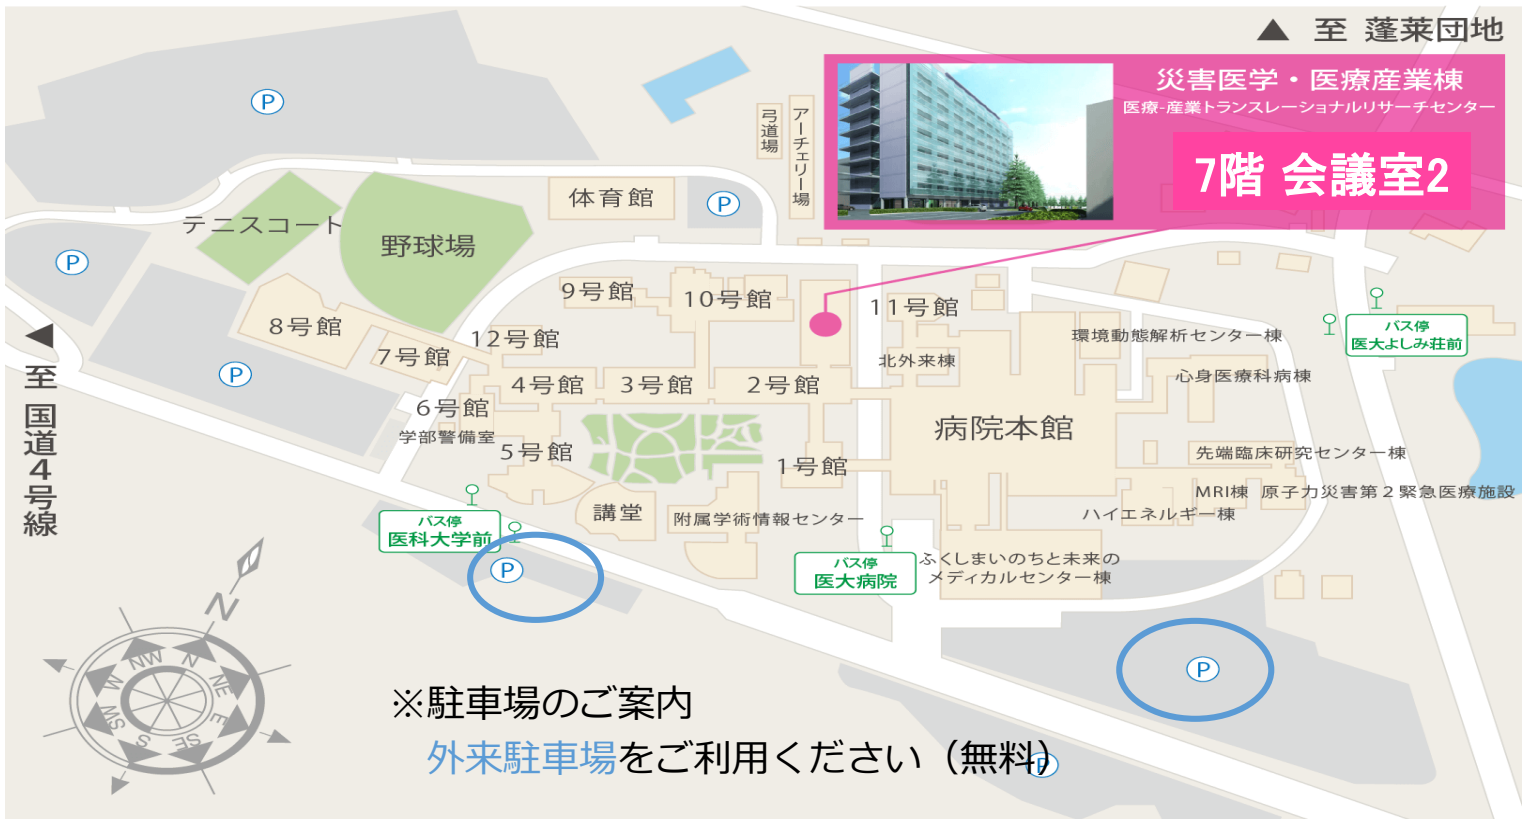 ▲ 至 蓬莱団地
災害医学・医療産業棟
医療-産業トランスレーショナルリサーチセンター
7階 会議室2
P
弓道場
アーチェリー場
体育館
P
テニスコート
野球場
P
9号館
10号館
11号館
8号館
12号館
7号館
環境動態解析センター棟
バス停
医大よしみ荘前
◀ 至 国道4号線
北外来棟
P
4号館
3号館
2号館
心身医療科病棟
6号館
学部警備室
病院本館
5号館
1号館
先端臨床研究センター棟
MRI棟 原子力災害第2緊急医療施設
講堂
附属学術情報センター
ハイエネルギー棟
バス停
医科大学前
P
バス停
医大病院
ふくしまいのちと未来の
メディカルセンター棟
N
NW
N
NE
W
E
SW
S
SE
P
※駐車場のご案内
外来駐車場をご利用ください（無料）
P